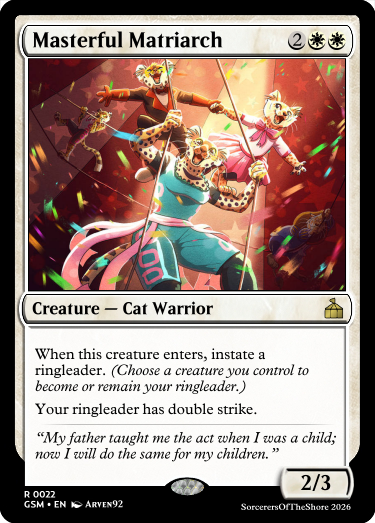 Masterful Matriarch 2
Creature — Cat Warrior
When this creature enters, instate a
ringleader. (Choose a creature you control to
become or remain your ringleader.)
Your ringleader has double strike.
“My father taught me the act when I was a child;
now I will do the same for my children.”
2/3
R 0022
GSM • EN Arven92
SorcerersOfTheShore 2026